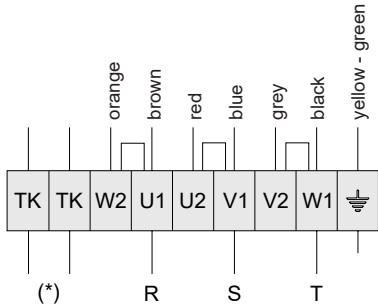 orange
brown
red
blue
grey
black
yellow - green
TK TK W2 U1 U2 V1 V2 W1
(*) R S T